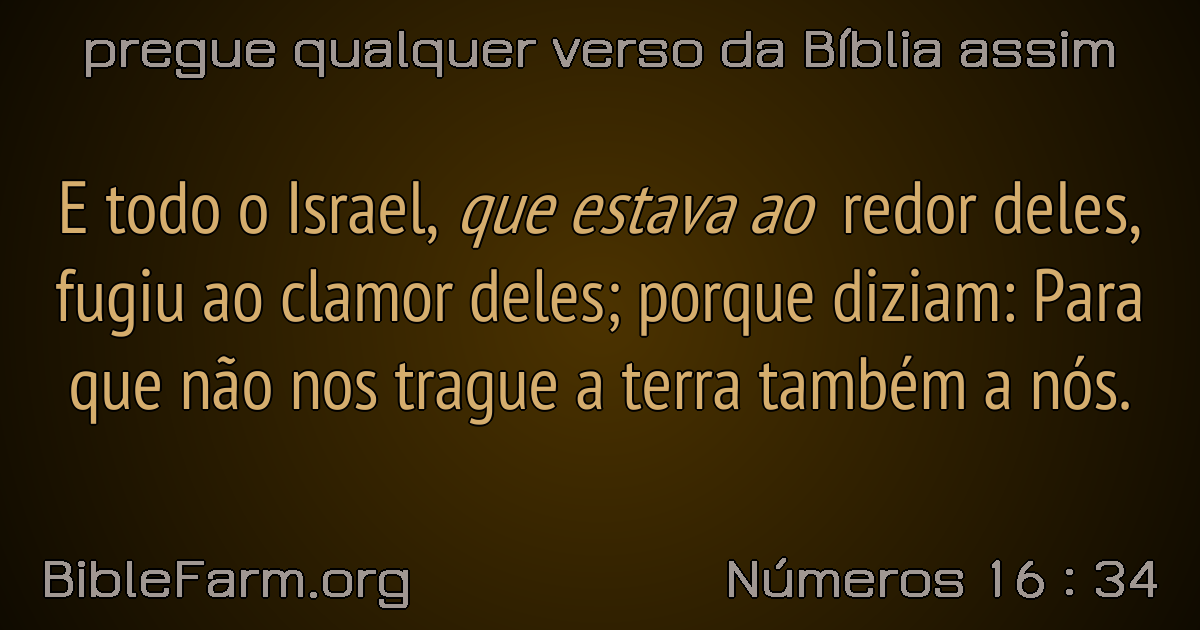 pregue qualquer verso da Bíblia assim
E todo o Israel, que estava ao redor deles,
fugiu ao clamor deles; porque diziam: Para
que não nos trague a terra também a nós.
BibleFarm.org
Números 16 : 34